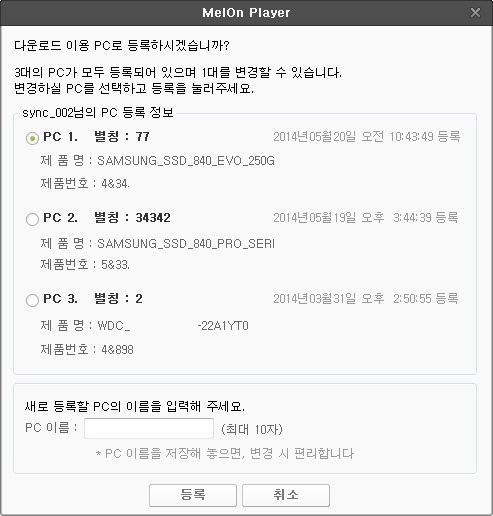 MelOn Player
다운로드 이용 PC로 등록하시겠습니까?
3대의 PC가 모두 등록되어 있으며 1대를 변경할 수 있습니다.
변경하실 PC를 선택하고 등록을 눌러주세요.
sync_002님의 PC 등록 정보
PC 1. 별칭 : 77 2014년05월20일 오전 10:43:49 등록
제 품 명 : SAMSUNG_SSD_840_EVO_250G
제품번호 : 4&34.
PC 2. 별칭 : 34342 2014년05월19일 오후 3:44:39 등록
제 품 명 : SAMSUNG_SSD_840_PRO_SERI
제품번호 : 5&33.
PC 3. 별칭 : 2 2014년03월31일 오후 2:50:55 등록
제 품 명 : WDC_ -22A1YT0
제품번호 : 4&898
새로 등록할 PC의 이름을 입력해 주세요.
PC 이름 : (최대 10자)
* PC 이름을 저장해 놓으면, 변경 시 편리합니다
등록 취소